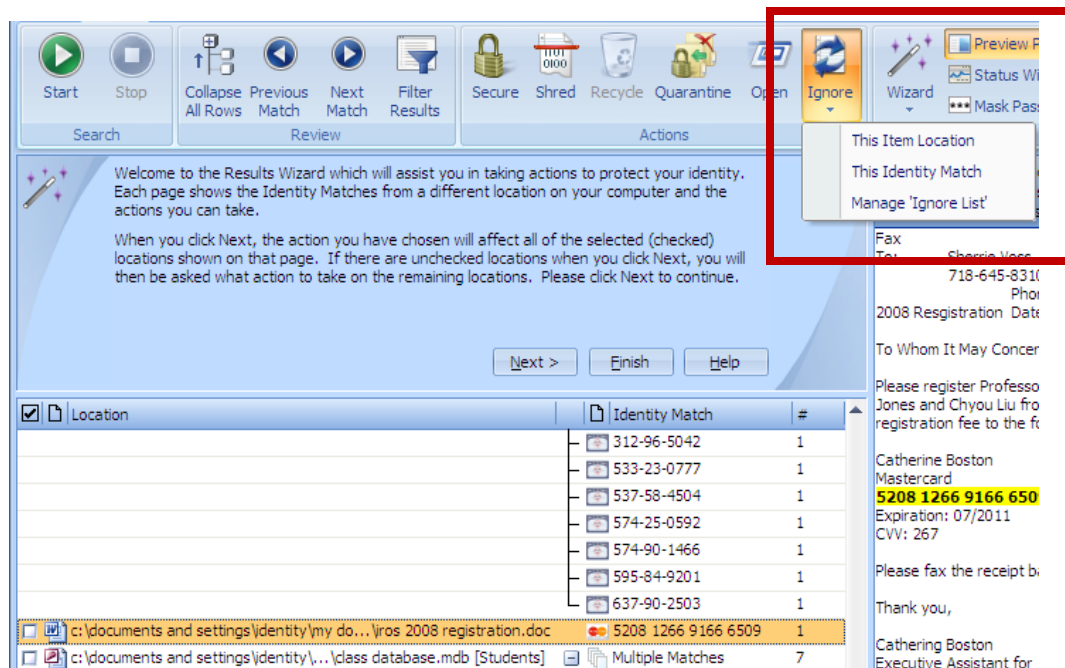 Start Stop Collapse All Rows Previous Match Next Match Filter Results Secure Shred Recycle Quarantine Open Ignore Wizard
Preview
Status
Mask
Search Review Actions
This Item Location
This Identity Match
Manage 'Ignore List'
Welcome to the Results Wizard which will assist you in taking actions to protect your identity.
Each page shows the Identity Matches from a different location on your computer and the
actions you can take.
When you click Next, the action you have chosen will affect all of the selected (checked)
locations shown on that page. If there are unchecked locations when you click Next, you will
then be asked what action to take on the remaining locations. Please click Next to continue.
Next > Finish Help
Location Identity Match #
312-96-5042 1
533-23-0777 1
537-58-4504 1
574-25-0592 1
574-90-1466 1
595-84-9201 1
637-90-2503 1
c:\documents and settings\identity\my do...\iros 2008 registration.doc 5208 1266 9166 6509 1
c:\documents and settings\identity\...\class database.mdb [Students] Multiple Matches 7
Fax
718-645-8310
2008 Resgistration Date
To Whom It May
Please register
Jones and Chyou Liu
registration fee to the
Catherine Boston
Mastercard
5208 1266 9166
Expiration: 07/2011
CVV: 267
Please fax the receipt
Thank you,
Cathering Boston
Executive Assistant for